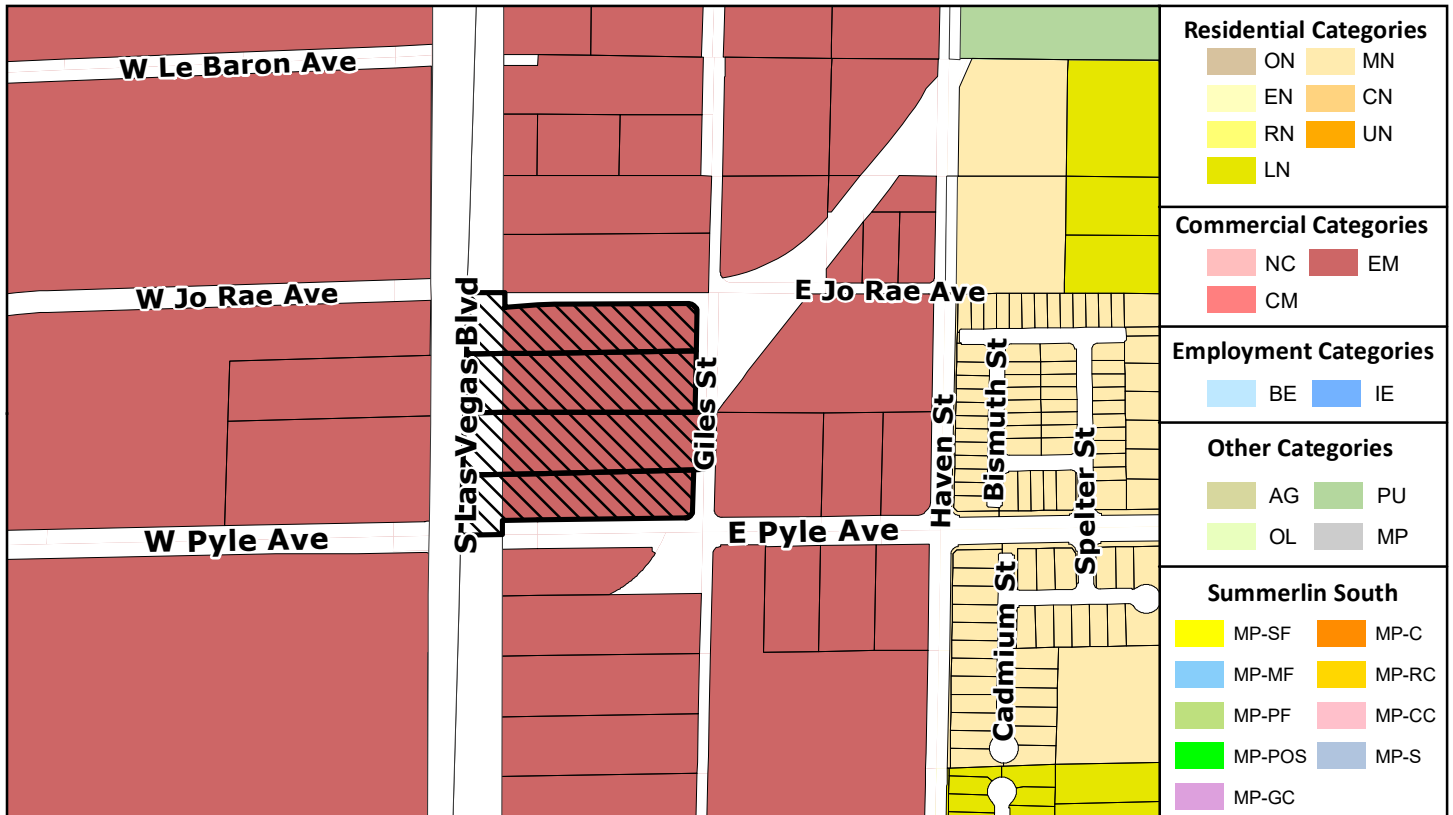 W Le Baron Ave
W Jo Rae Ave
E Jo Rae Ave
S Las Vegas Blvd
Giles St
Haven St
Bismuth St
Spelter St
W Pyle Ave
E Pyle Ave
Cadmium St
Residential Categories
ON MN
EN CN
RN UN
LN
Commercial Categories
NC EM
CM
Employment Categories
BE IE
Other Categories
AG PU
OL MP
Summerlin South
MP-SF MP-C
MP-MF MP-RC
MP-PF MP-CC
MP-POS MP-S
MP-GC